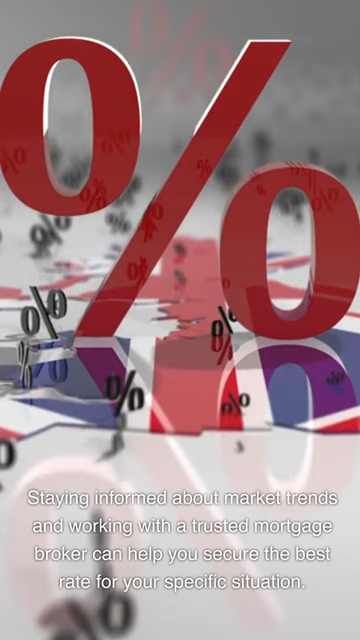 %
Staying informed about market trends
and working with a trusted mortgage
broker can help you secure the best
rate for your specific situation.